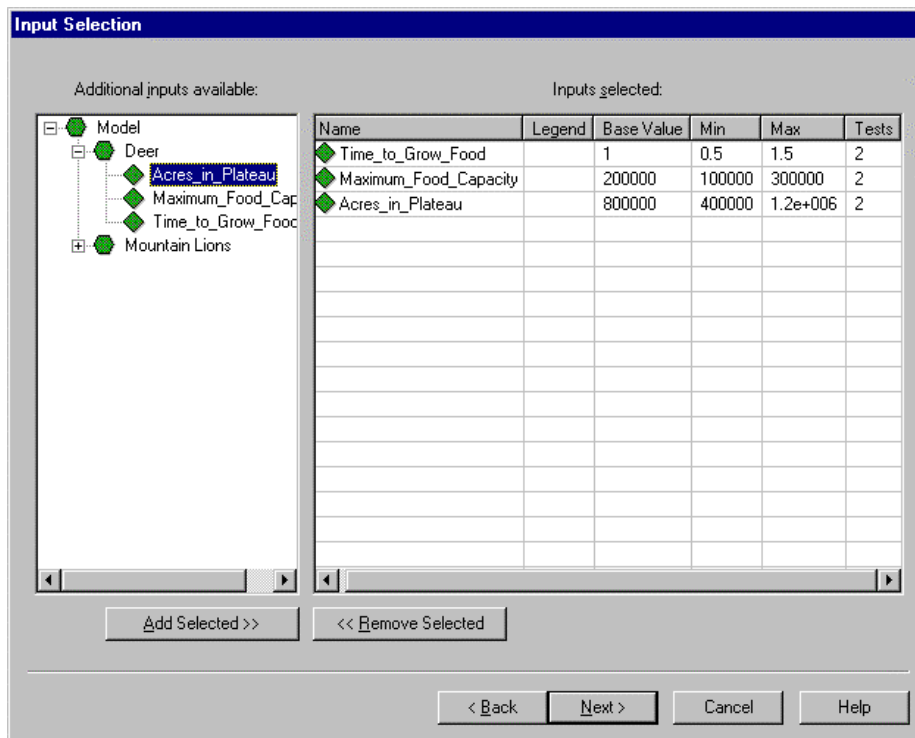 Input Selection
Additional inputs available:
Inputs selected:
Model
Deer
Acres_in_Plateau
Maximum_Food_Cap
Time_to_Grow_Food
Mountain Lions
Name Legend Base Value Min Max Tests
Time_to_Grow_Food 1 0.5 1.5 2
Maximum_Food_Capacity 200000 100000 300000 2
Acres_in_Plateau 800000 400000 1.2e+006 2
Add Selected >>
<< Remove Selected
< Back
Next >
Cancel
Help